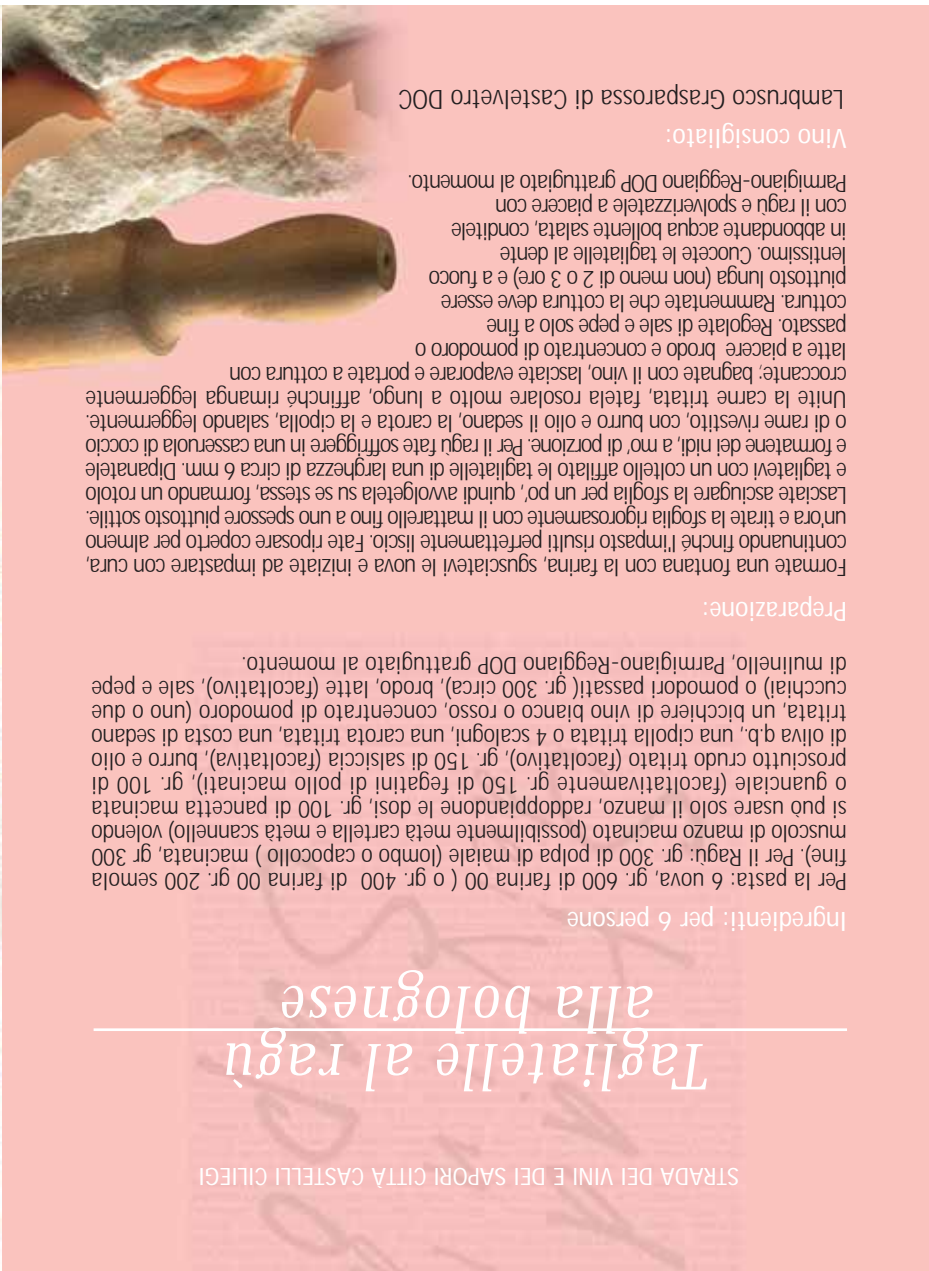 STRADA DEI VINI E DEI SAPORI CITTÀ CASTELLI CILIEGI
Tagliatelle al ragù
alla bolognese
Ingredienti: per 6 persone
Per la pasta: 6 uova, gr. 600 di farina 00 ( o gr. 400 di farina 00 gr. 200 semola
fine). Per il Ragù: gr. 300 di polpa di maiale (lombo o capocollo ) macinata, gr 300
muscolo di manzo macinato (possibilmente metà cartella e metà scannello) volendo
si può usare solo il manzo, raddoppiandone le dosi, gr. 100 di pancetta macinata
o guanciale (facoltativamente gr. 150 di fegatini di pollo macinati), gr. 100 di
prosciutto crudo tritato (facoltativo), gr. 150 di salsiccia (facoltativa), burro e olio
di oliva q.b., una cipolla tritata o 4 scalogni, una carota tritata, una costa di sedano
tritata, un bicchiere di vino bianco o rosso, concentrato di pomodoro (uno o due
cucchiai) o pomodori passati( gr. 300 circa), brodo, latte (facoltativo), sale e pepe
di mulinello, Parmigiano-Reggiano DOP grattugiato al momento.
Preparazione:
Formate una fontana con la farina, sgusciatevi le uova e iniziate ad impastare con cura,
continuando finché l'impasto risulti perfettamente liscio. Fate riposare coperto per almeno
un'ora e tirate la sfoglia rigorosamente con il mattarello fino a uno spessore piuttosto sottile.
Lasciate asciugare la sfoglia per un po', quindi avvolgetela su se stessa, formando un rotolo
e tagliatevi con un coltello affilato le tagliatelle di una larghezza di circa 6 mm. Dipanatele
e formatene dei nidi, a mo' di porzione. Per il ragù fate soffriggere in una casseruola di coccio
o di rame rivestito, con burro e olio il sedano, la carota e la cipolla, salando leggermente.
Unite la carne tritata, fatela rosolare molto a lungo, affinché rimanga leggermente
croccante; bagnate con il vino, lasciate evaporare e portate a cottura con
latte a piacere brodo e concentrato di pomodoro o
passato. Regolate di sale e pepe solo a fine
cottura. Rammentate che la cottura deve essere
piuttosto lunga (non meno di 2 o 3 ore) e a fuoco
lentissimo. Cuocete le tagliatelle al dente
in abbondante acqua bollente salata, conditele
con il ragù e spolverizzatele a piacere con
Parmigiano-Reggiano DOP grattugiato al momento.
Vino consigliato:
Lambrusco Grasparossa di Castelvetro DOC